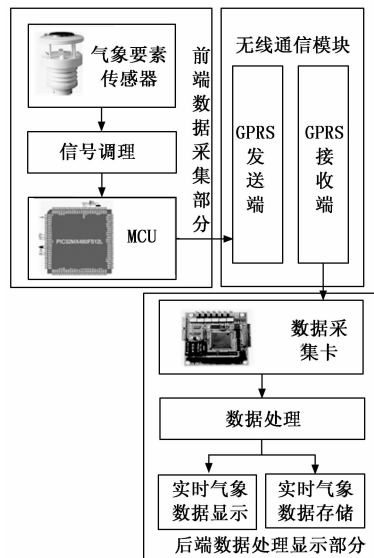 气象要素
传感器
信号调理
MCU
PIC32MX460F512L
前端数据采集部分
无线通信模块
GPRS
发送端
GPRS
接收端
数据采
集卡
数据处理
实时气象
数据显示
实时气象
数据存储
后端数据处理显示部分